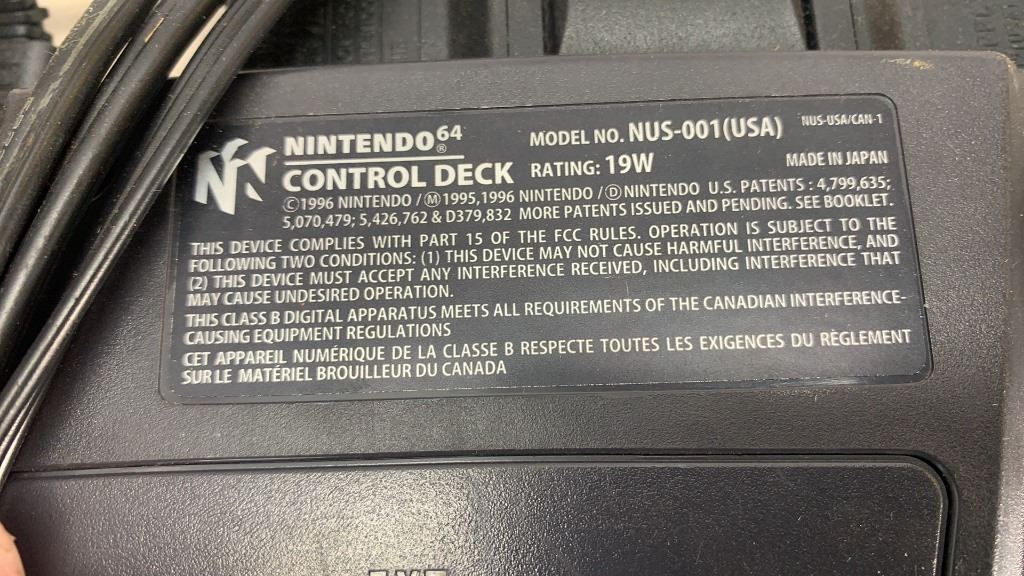 NINTENDO 64®
CONTROL DECK
MODEL NO. NUS-001(USA)
NUS-USA/CAN-1
RATING: 19W
MADE IN JAPAN
Ⓒ1996 NINTENDO /Ⓜ1995,1996 NINTENDO /ⒹNINTENDO U.S. PATENTS : 4,799,635;
5,070,479; 5,426,762 & D379,832 MORE PATENTS ISSUED AND PENDING. SEE BOOKLET.
THIS DEVICE COMPLIES WITH PART 15 OF THE FCC RULES. OPERATION IS SUBJECT TO THE
FOLLOWING TWO CONDITIONS: (1) THIS DEVICE MAY NOT CAUSE HARMFUL INTERFERENCE, AND
(2) THIS DEVICE MUST ACCEPT ANY INTERFERENCE RECEIVED, INCLUDING INTERFERENCE THAT
MAY CAUSE UNDESIRED OPERATION.
THIS CLASS B DIGITAL APPARATUS MEETS ALL REQUIREMENTS OF THE CANADIAN INTERFERENCE-
CAUSING EQUIPMENT REGULATIONS
CET APPAREIL NUMÉRIQUE DE LA CLASSE B RESPECTE TOUTES LES EXIGENCES DU RÈGLEMENT
SUR LE MATÉRIEL BROUILLEUR DU CANADA